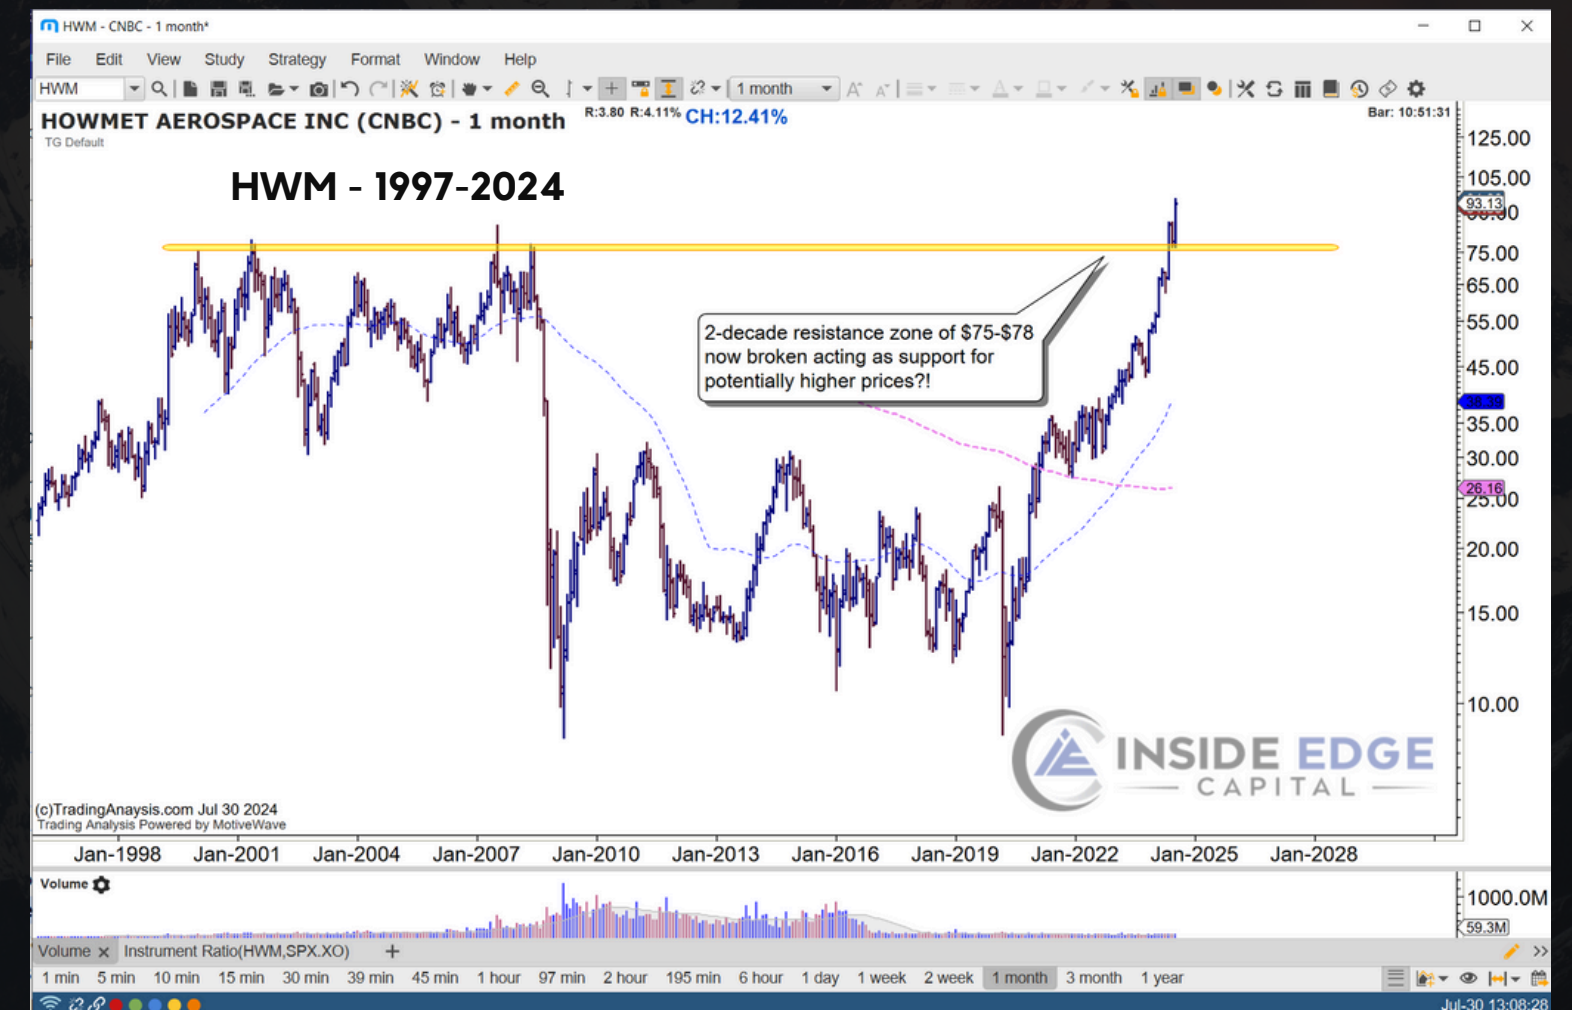 HWM - CNBC - 1 month*
File Edit View Study Strategy Format Window Help
HWM
1 month
HOWMET AEROSPACE INC (CNBC) - 1 month R:3.80 R:4.11% CH:12.41% Bar: 10:51:31
TG Default
HWM - 1997-2024
2-decade resistance zone of $75-$78
now broken acting as support for
potentially higher prices?!
125.00
105.00
93.13
75.00
65.00
55.00
45.00
38.39
35.00
30.00
26.16
25.00
20.00
15.00
10.00
INSIDE EDGE
CAPITAL
(c)TradingAnaysis.com Jul 30 2024
Trading Analysis Powered by MotiveWave
Jan-1998 Jan-2001 Jan-2004 Jan-2007 Jan-2010 Jan-2013 Jan-2016 Jan-2019 Jan-2022 Jan-2025 Jan-2028
Volume
1000.0M
59.3M
Volume Instrument Ratio(HWM,SPX.XO)
1 min 5 min 10 min 15 min 30 min 39 min 45 min 1 hour 97 min 2 hour 195 min 6 hour 1 day 1 week 2 week 1 month 3 month 1 year
Jul-30 13:08:28